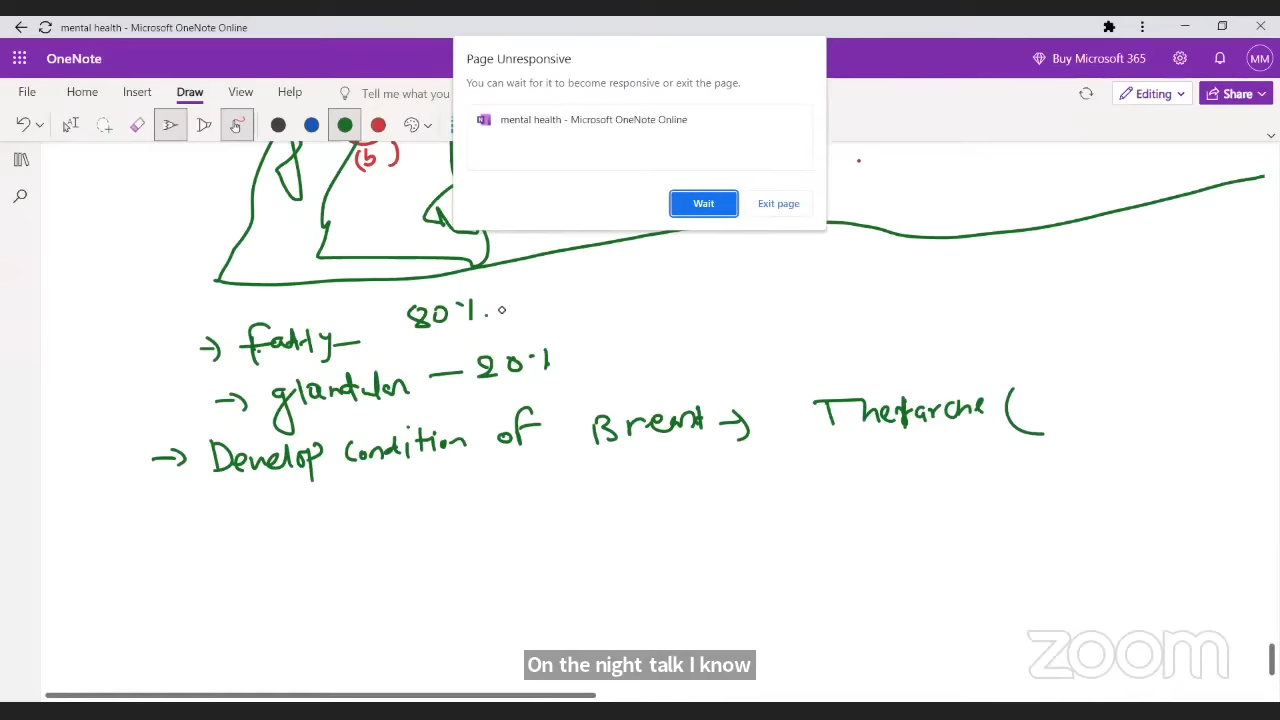 mental health - Microsoft OneNote Online
OneNote
Buy Microsoft 365
MM
File Home Insert Draw View Help Tell me what you
Editing
Share
Page Unresponsive
You can wait for it to become responsive or exit the page.
mental health - Microsoft OneNote Online
Wait Exit page
(b)
80%.
→ fatty —
→ glandular — 20%
→ Develop condition of Breast → Thelarche (
On the night talk I know
zoom